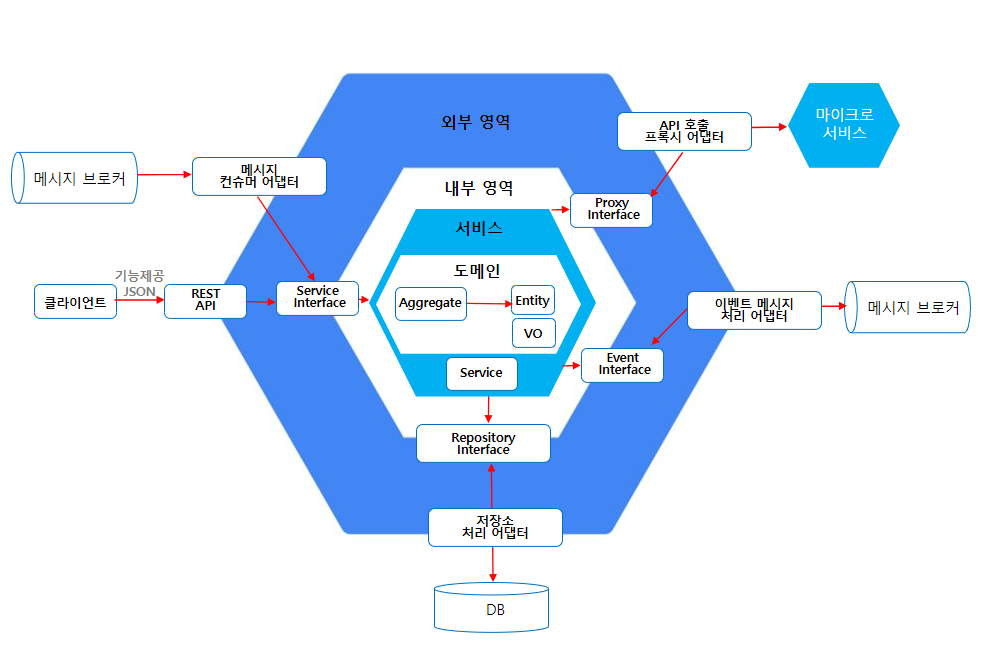 외부 영역
API 호출
프록시 어댑터
마이크로
서비스
메시지 브로커
메시지
컨슈머 어댑터
내부 영역
Proxy
Interface
서비스
도메인
기능제공
JSON
클라이언트
REST
API
Service
Interface
Aggregate
Entity
VO
이벤트 메시지
처리 어댑터
메시지 브로커
Event
Interface
Service
Repository
Interface
저장소
처리 어댑터
DB